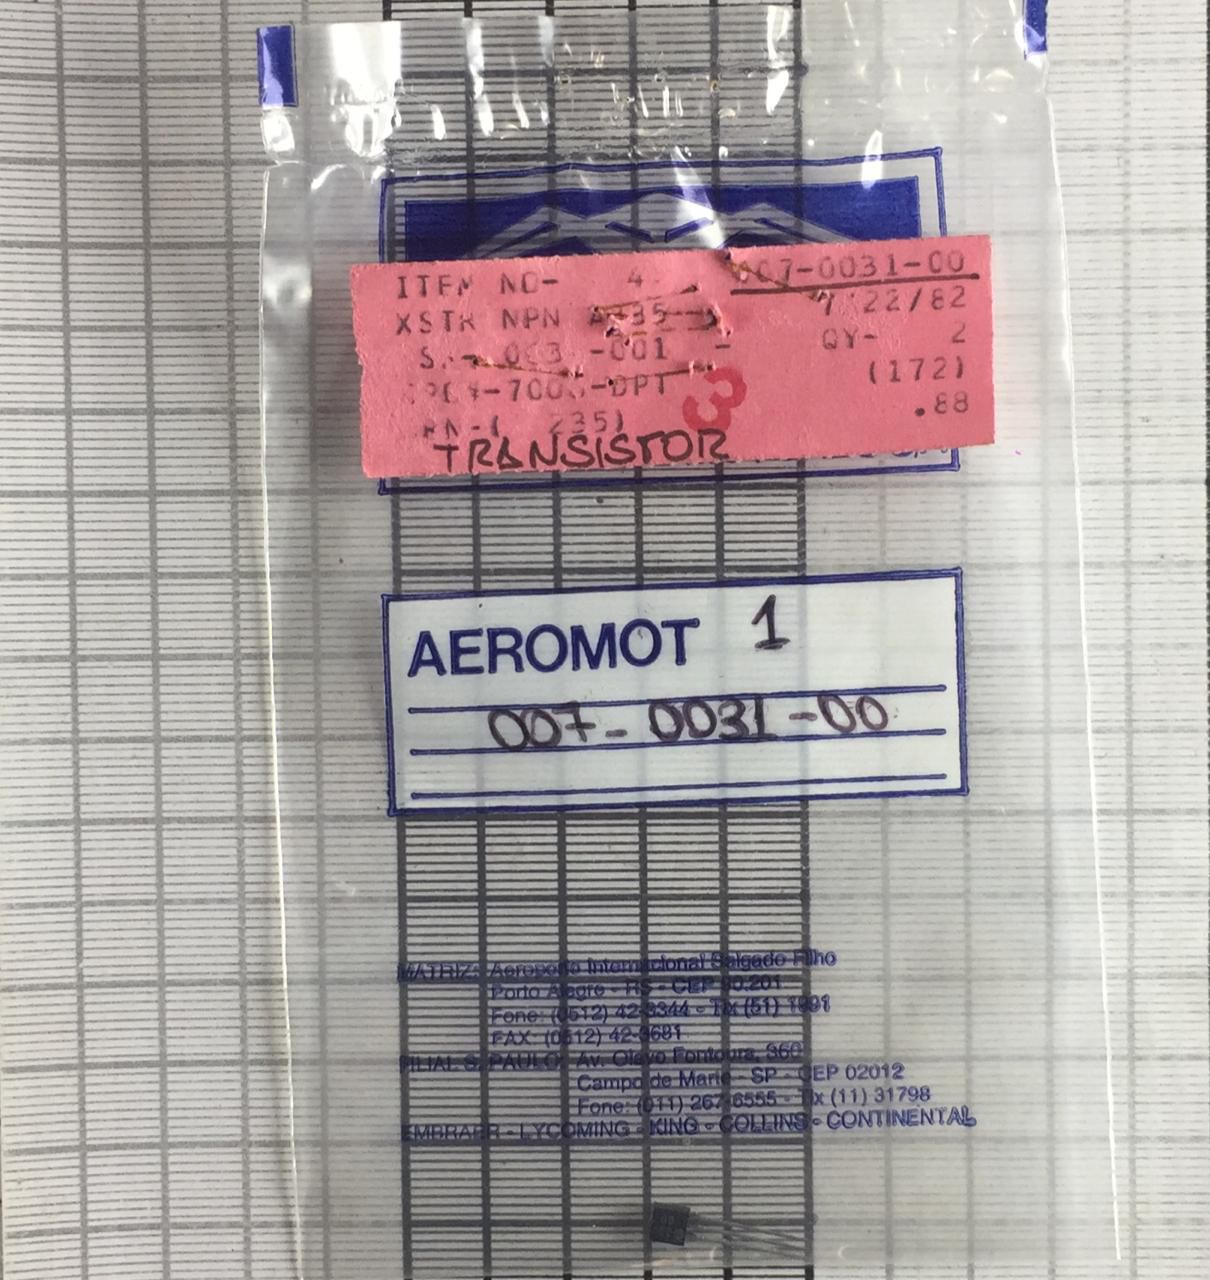 ITEM NO- 4 007-0031-00
XSTR NPN 7 22/82
-001 - QY- 2
(172)
3
235) .88
TRANSISTOR
AEROMOT 1
007-0031-00
MATRIZ: Aeroporto Internacional Salgado Filho
Porto Alegre - RS - CEP 90.201
Fone: (0512) 42-3344 - Tlx (51) 1891
FAX: (0512) 42-3681
FILIAL S. PAULO: Av. Olavo Fontoura, 360
Campo de Marte - SP - CEP 02012
Fone: (011) 267-6555 - Tlx (11) 31798
EMBRAER - LYCOMING - KING - COLLINS - CONTINENTAL